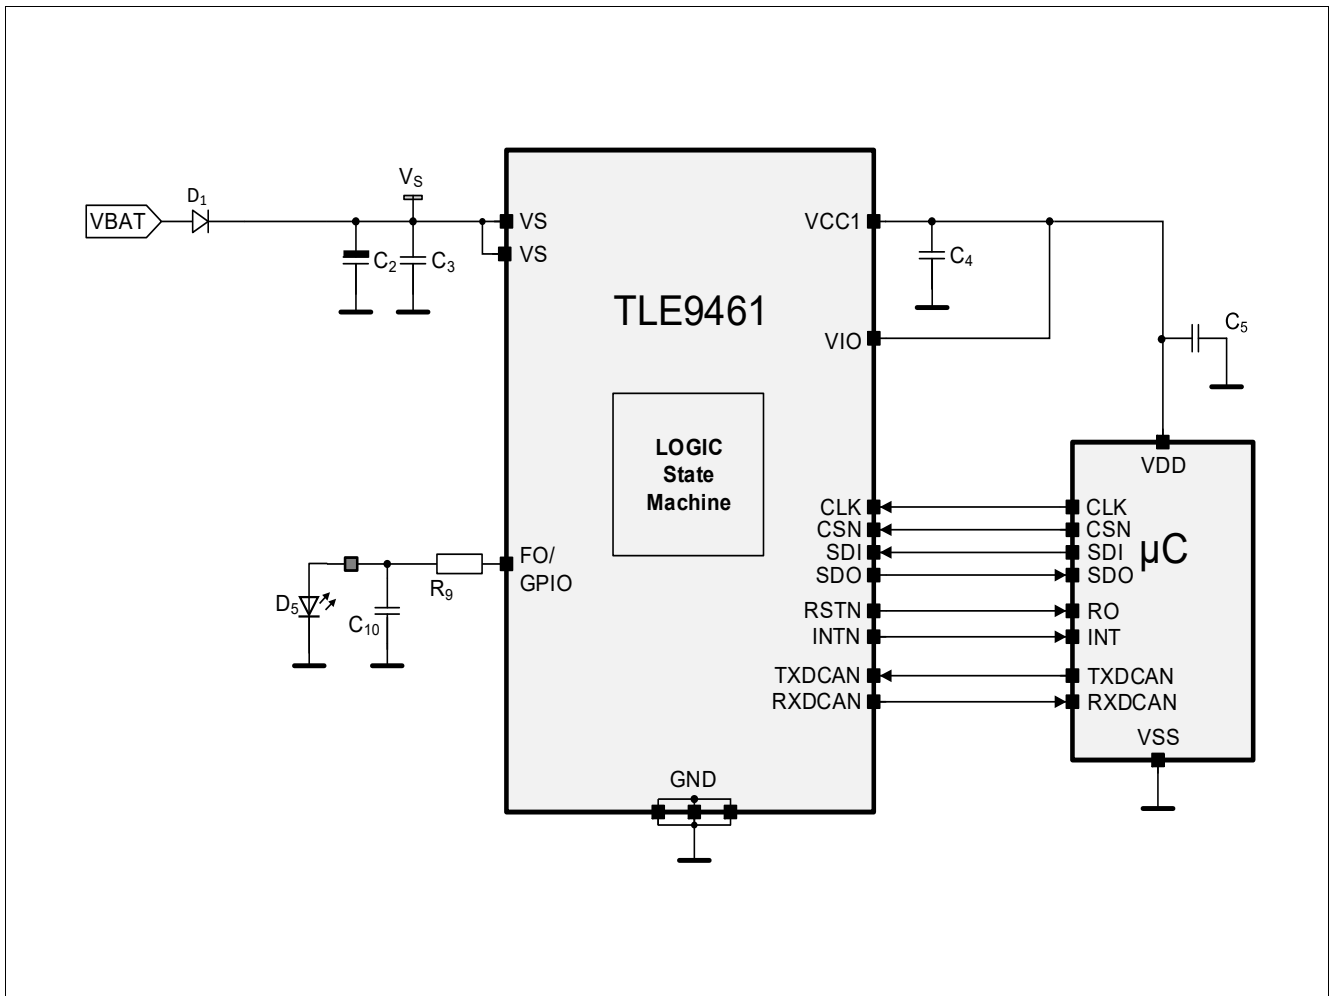 VS
D1
VBAT
VS
VS
C2
C3
VCC1
C4
TLE9461
VIO
C5
LOGIC
State
Machine
VDD
CLK
CSN
SDI
SDO
CLK
CSN
SDI
SDO
µC
FO/
GPIO
R9
D5
C10
RSTN
INTN
RO
INT
TXDCAN
RXDCAN
TXDCAN
RXDCAN
VSS
GND